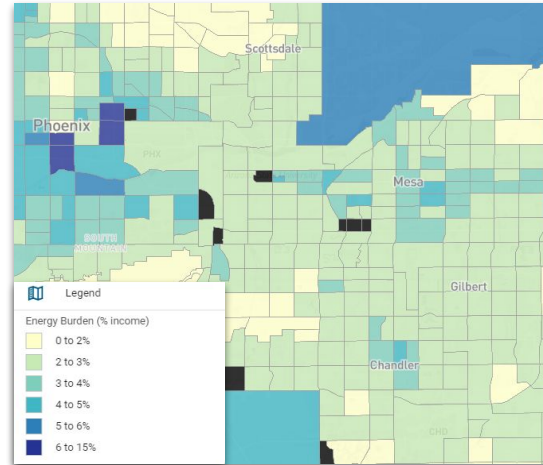 Scottsdale
Phoenix
PHX
Mesa
SOUTH
MOUNTAIN
Gilbert
Legend
Energy Burden (% income)
0 to 2%
2 to 3%
3 to 4%
4 to 5%
5 to 6%
6 to 15%
Chandler
CHD